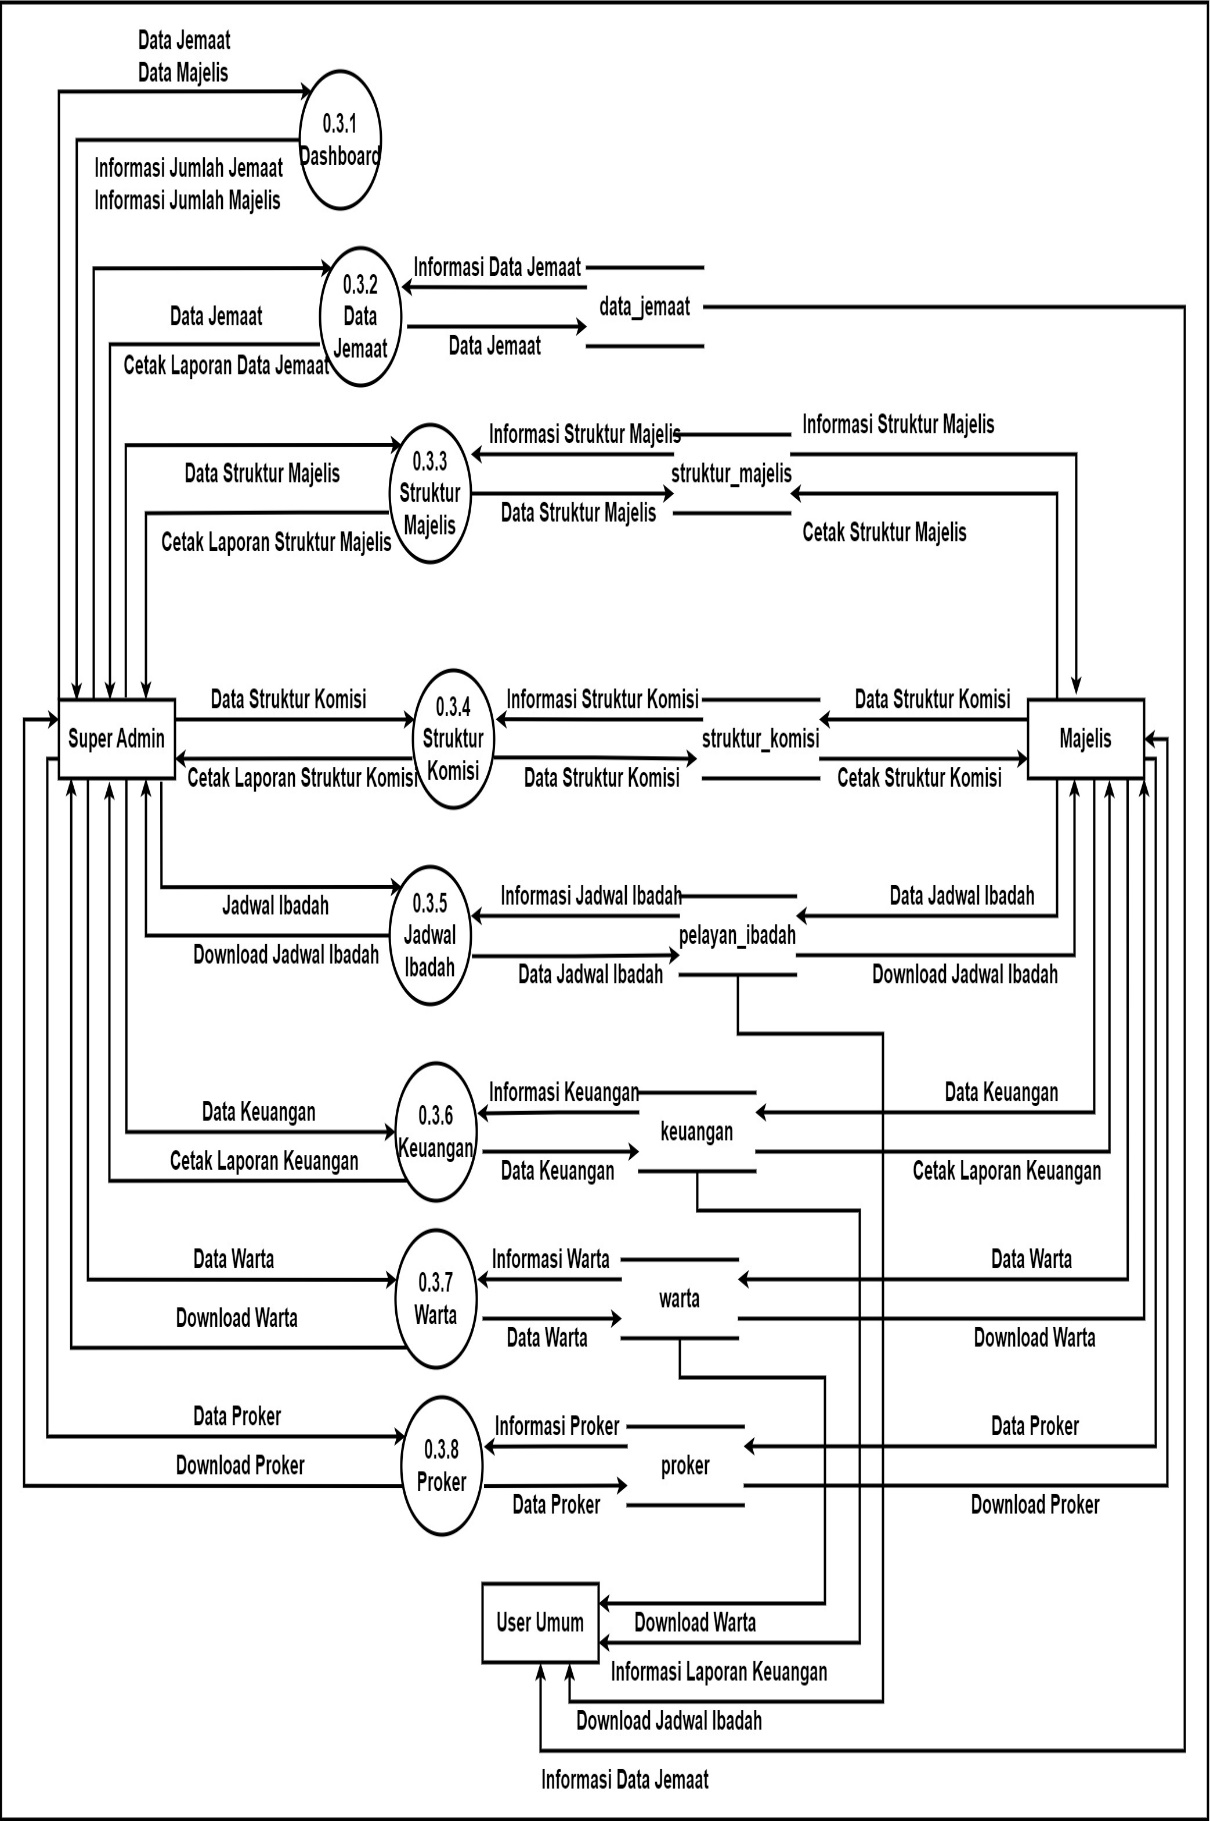 Data Jemaat
Data Majelis
0.3.1
Dashboard
Informasi Jumlah Jemaat
Informasi Jumlah Majelis
0.3.2
Data
Jemaat
Informasi Data Jemaat
data_jemaat
Data Jemaat
Data Jemaat
Cetak Laporan Data Jemaat
Informasi Struktur Majelis
Informasi Struktur Majelis
0.3.3
Struktur
Majelis
struktur_majelis
Data Struktur Majelis
Data Struktur Majelis
Cetak Struktur Majelis
Cetak Laporan Struktur Majelis
Data Struktur Komisi
0.3.4
Struktur
Komisi
Informasi Struktur Komisi
Data Struktur Komisi
Super Admin
struktur_komisi
Majelis
Cetak Laporan Struktur Komisi
Data Struktur Komisi
Cetak Struktur Komisi
Jadwal Ibadah
0.3.5
Jadwal
Ibadah
Informasi Jadwal Ibadah
Data Jadwal Ibadah
pelayan_ibadah
Download Jadwal Ibadah
Data Jadwal Ibadah
Download Jadwal Ibadah
Informasi Keuangan
Data Keuangan
Data Keuangan
0.3.6
Keuangan
keuangan
Cetak Laporan Keuangan
Data Keuangan
Cetak Laporan Keuangan
Data Warta
Informasi Warta
Data Warta
0.3.7
Warta
warta
Download Warta
Data Warta
Download Warta
Data Proker
Informasi Proker
Data Proker
0.3.8
Proker
proker
Download Proker
Data Proker
Download Proker
User Umum
Download Warta
Informasi Laporan Keuangan
Download Jadwal Ibadah
Informasi Data Jemaat